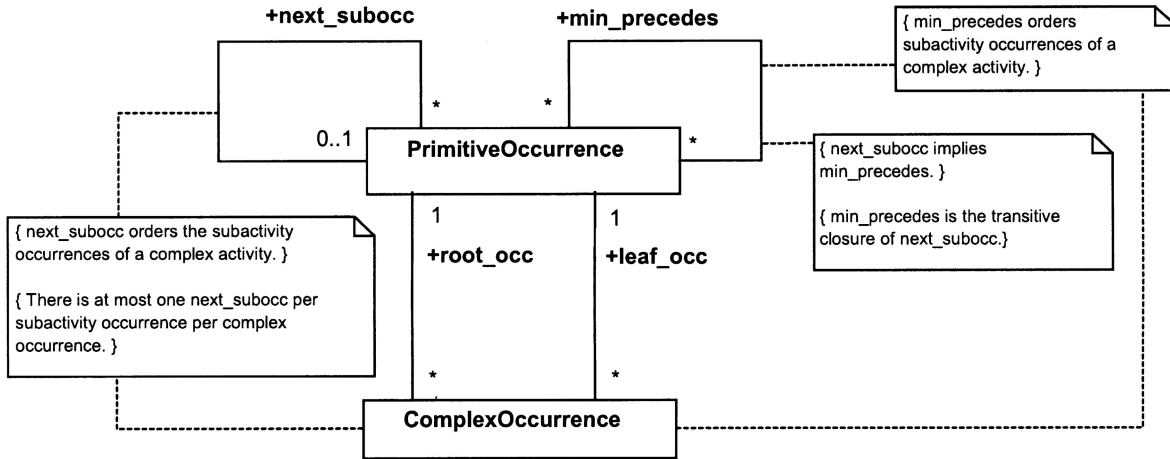 +next_subocc
+min_precedes
{ min_precedes orders
subactivity occurrences of a
complex activity. }
*
*
0..1
*
PrimitiveOccurrence
{ next_subocc implies
min_precedes. }
{ min_precedes is the transitive
closure of next_subocc.}
{ next_subocc orders the subactivity
occurrences of a complex activity. }
{ There is at most one next_subocc per
subactivity occurrence per complex
occurrence. }
1
1
+root_occ
+leaf_occ
*
*
ComplexOccurrence